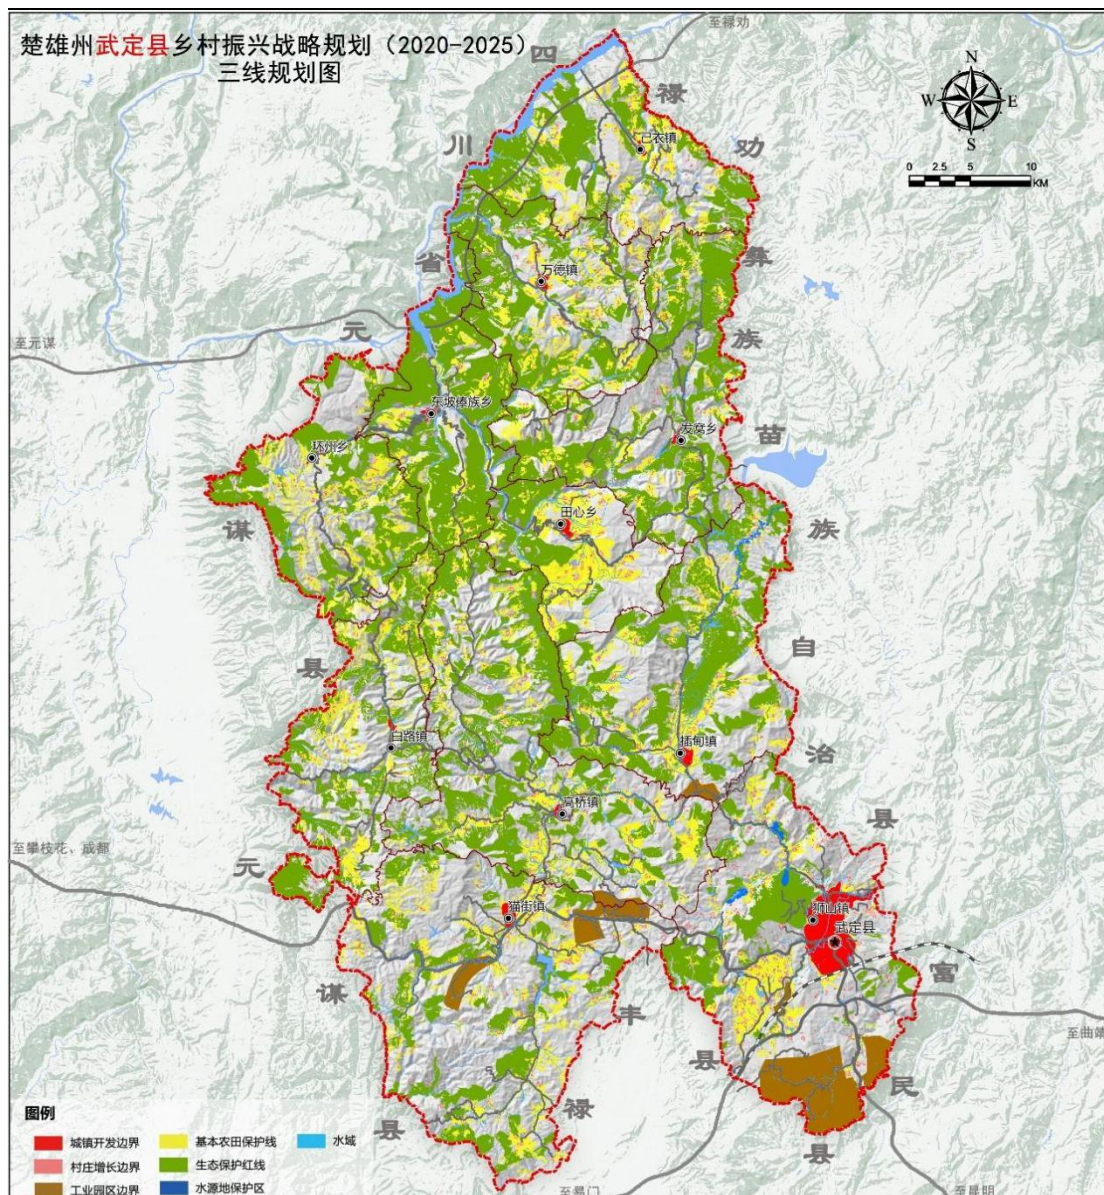 楚雄州武定县乡村振兴战略规划（2020-2025）
三线规划图
至禄劝
N
W
E
S
0 2.5 5 10
KM
四
川
省
禄
劝
彝
族
苗
族
自
治
县
元
谋
县
元
谋
县
禄
丰
县
富
民
县
己衣镇
万德镇
至元谋
东坡傣族乡
环州乡
发窝乡
田心乡
白路镇
插甸镇
高桥镇
至攀枝花、成都
猫街镇
狮山镇
武定县
至曲靖
至易门
至昆明
图例
城镇开发边界
基本农田保护线
水域
村庄增长边界
生态保护红线
工业园区边界
水源地保护区